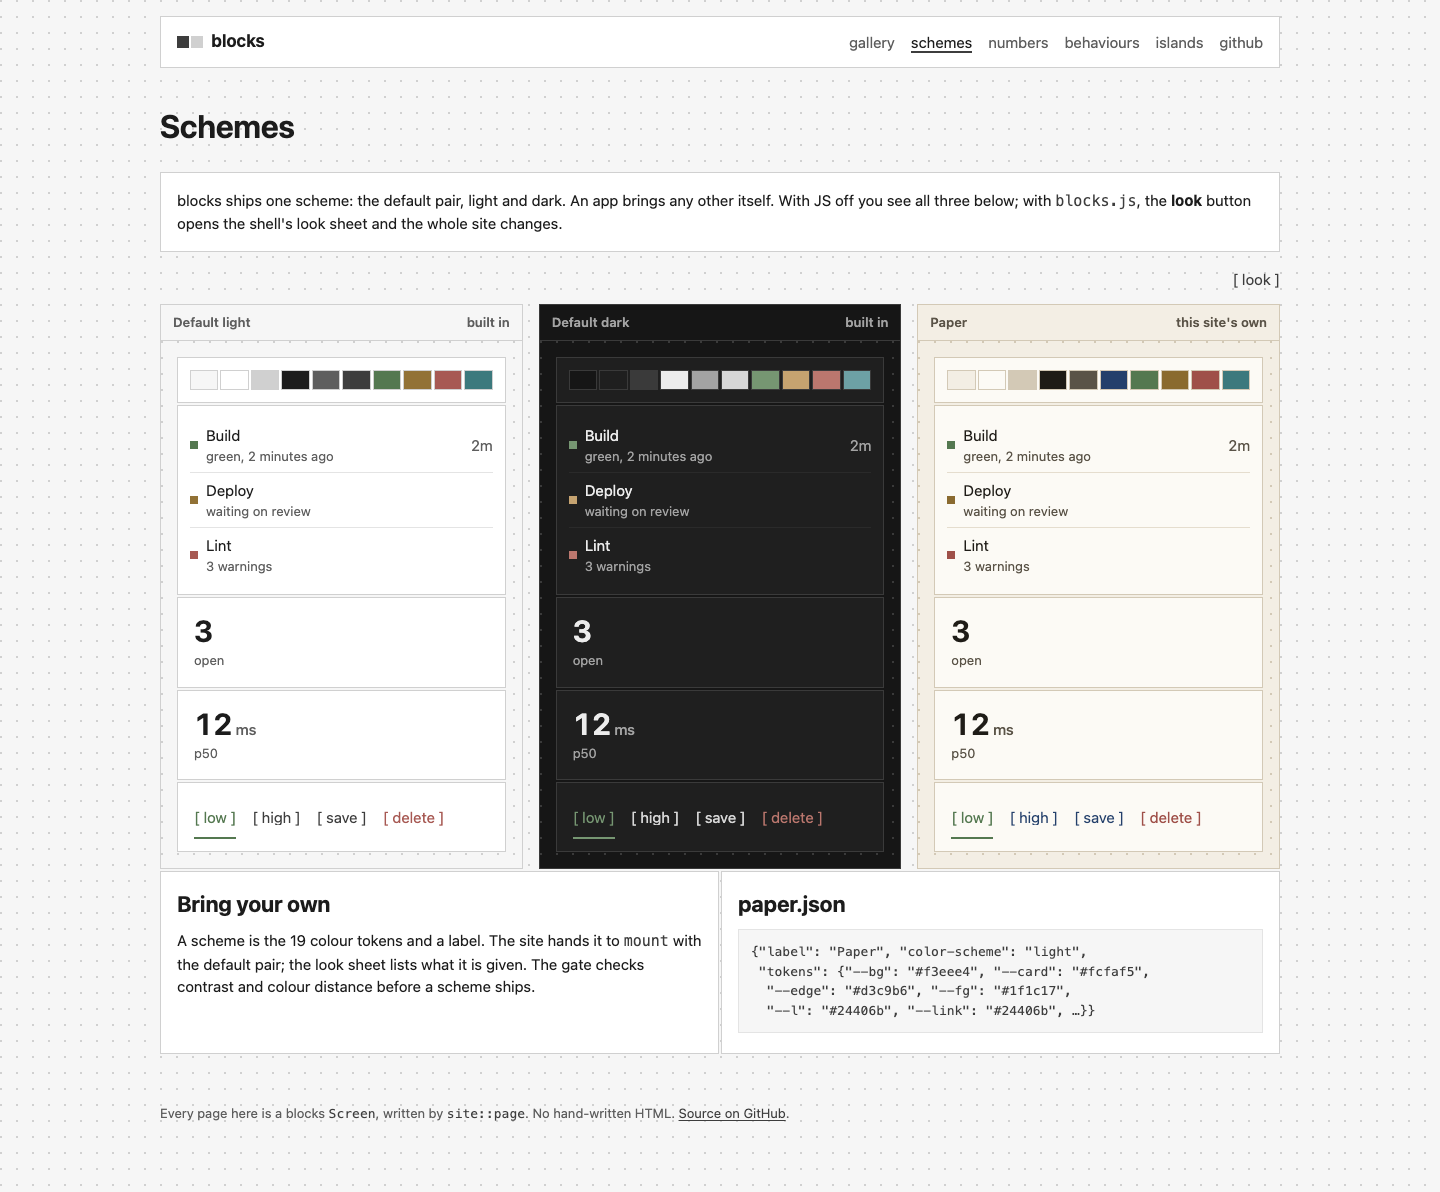 blocks
gallery schemes numbers behaviours islands github
Schemes
blocks ships one scheme: the default pair, light and dark. An app brings any other itself. With JS off you see all three below; with blocks.js, the look button
opens the shell's look sheet and the whole site changes.
[ look ]
Default light built in
Build
green, 2 minutes ago
2m
Deploy
waiting on review
Lint
3 warnings
3
open
12 ms
p50
[ low ] [ high ] [ save ] [ delete ]
Default dark built in
Build
green, 2 minutes ago
2m
Deploy
waiting on review
Lint
3 warnings
3
open
12 ms
p50
[ low ] [ high ] [ save ] [ delete ]
Paper this site's own
Build
green, 2 minutes ago
2m
Deploy
waiting on review
Lint
3 warnings
3
open
12 ms
p50
[ low ] [ high ] [ save ] [ delete ]
Bring your own
A scheme is the 19 colour tokens and a label. The site hands it to mount with
the default pair; the look sheet lists what it is given. The gate checks
contrast and colour distance before a scheme ships.
paper.json
{"label": "Paper", "color-scheme": "light",
"tokens": {"--bg": "#f3eee4", "--card": "#fcfaf5",
"--edge": "#d3c9b6", "--fg": "#1f1c17",
"--l": "#24406b", "--link": "#24406b", …}}
Every page here is a blocks Screen, written by site::page. No hand-written HTML. Source on GitHub.